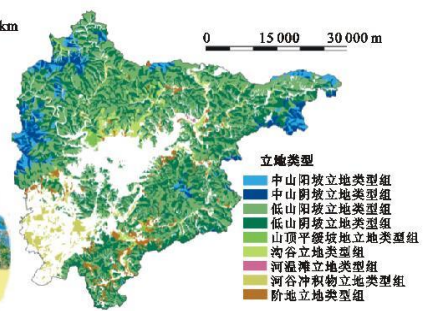 km
0 15 000 30 000 m
立地类型
中山阳坡立地类型组
中山阴坡立地类型组
低山阳坡立地类型组
低山阴坡立地类型组
山顶平缓坡地立地类型组
沟谷立地类型组
河漫滩立地类型组
河谷冲积物立地类型组
阶地立地类型组